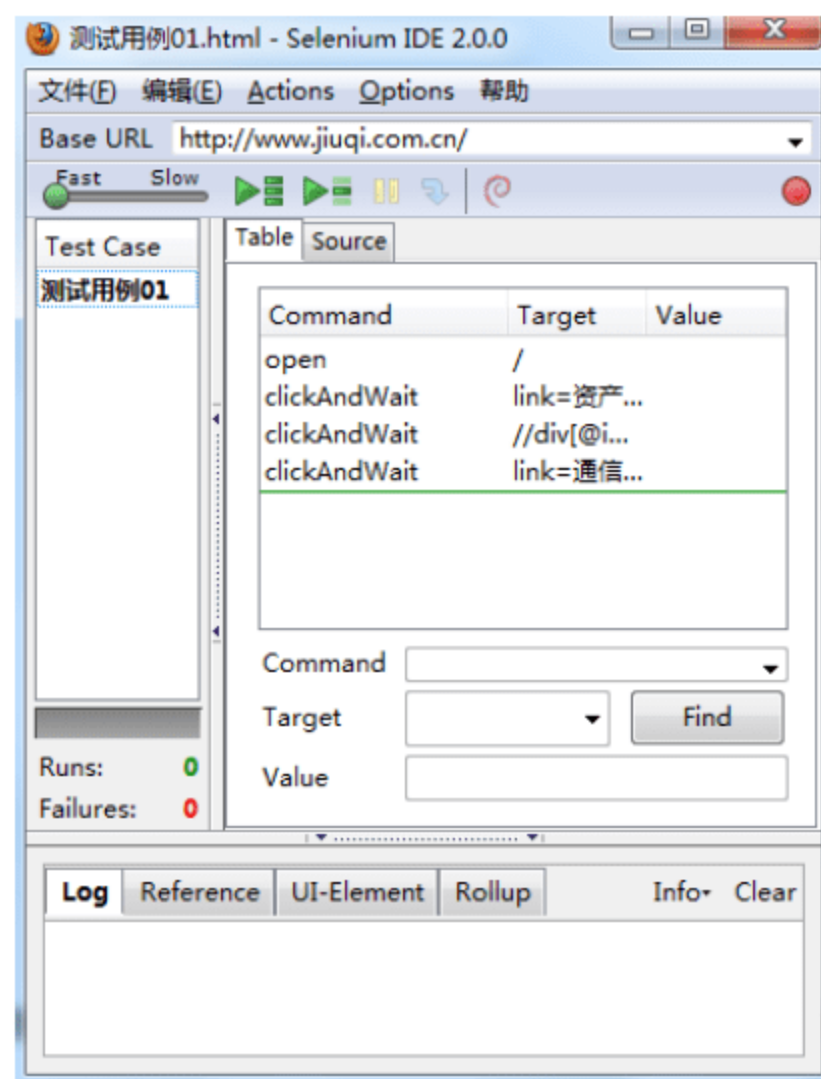 测试用例01.html - Selenium IDE 2.0.0
文件(F) 编辑(E) Actions Options 帮助
Base URL http://www.jiuqi.com.cn/
Fast Slow
Test Case
测试用例01
Table Source
Command Target Value
open /
clickAndWait link=资产...
clickAndWait //div[@i...
clickAndWait link=通信...
Command
Target Find
Value
Runs: 0
Failures: 0
Log Reference UI-Element Rollup Info Clear